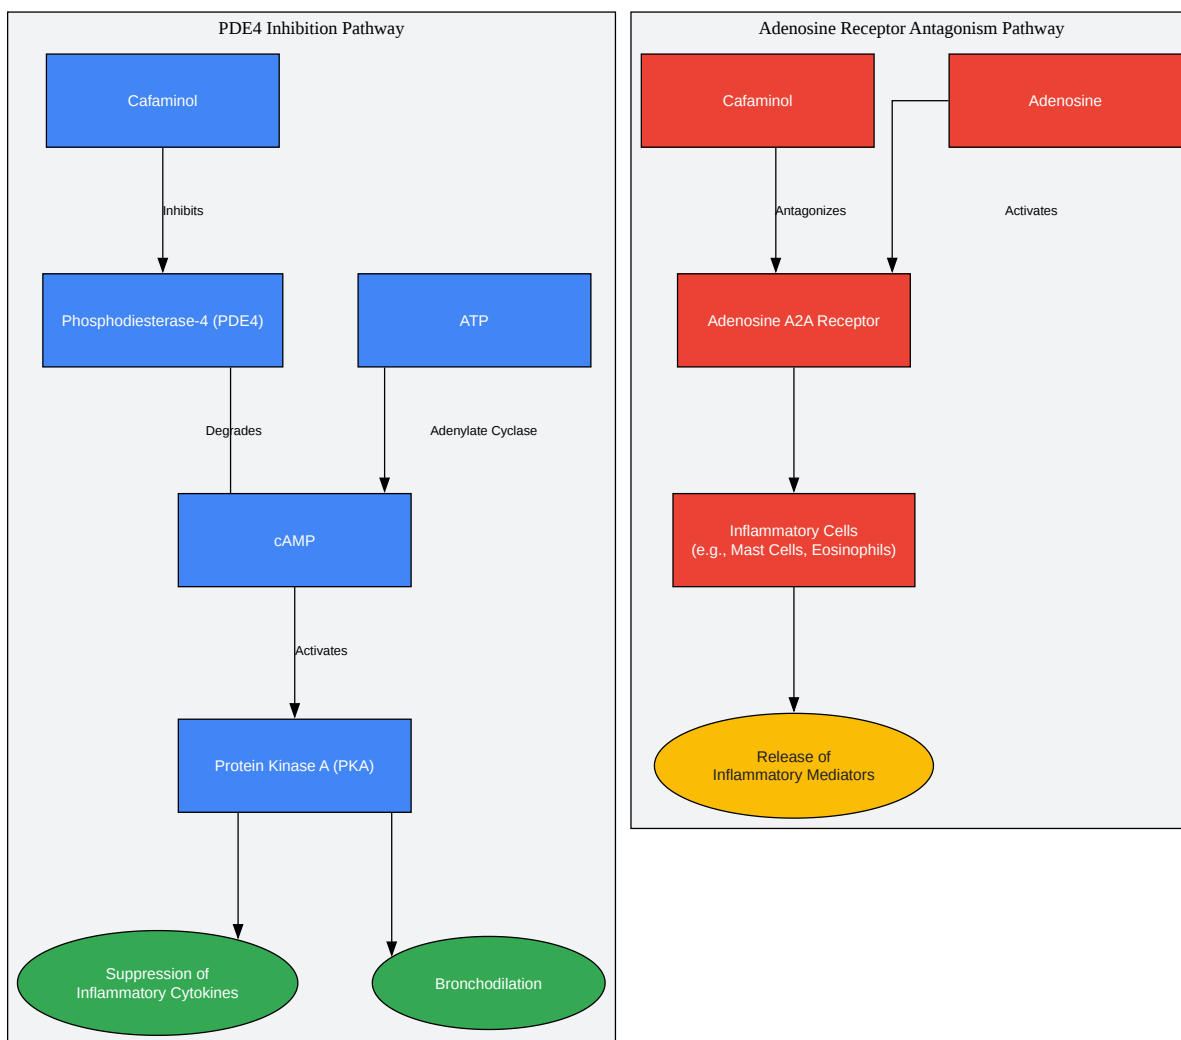 PDE4 Inhibition Pathway
Cafaminol
Inhibits
Phosphodiesterase-4 (PDE4)
ATP
Degrades
Adenylate Cyclase
cAMP
Activates
Protein Kinase A (PKA)
Suppression of
Inflammatory Cytokines
Bronchodilation
Adenosine Receptor Antagonism Pathway
Cafaminol
Adenosine
Antagonizes
Activates
Adenosine A2A Receptor
Inflammatory Cells
(e.g., Mast Cells, Eosinophils)
Release of
Inflammatory Mediators